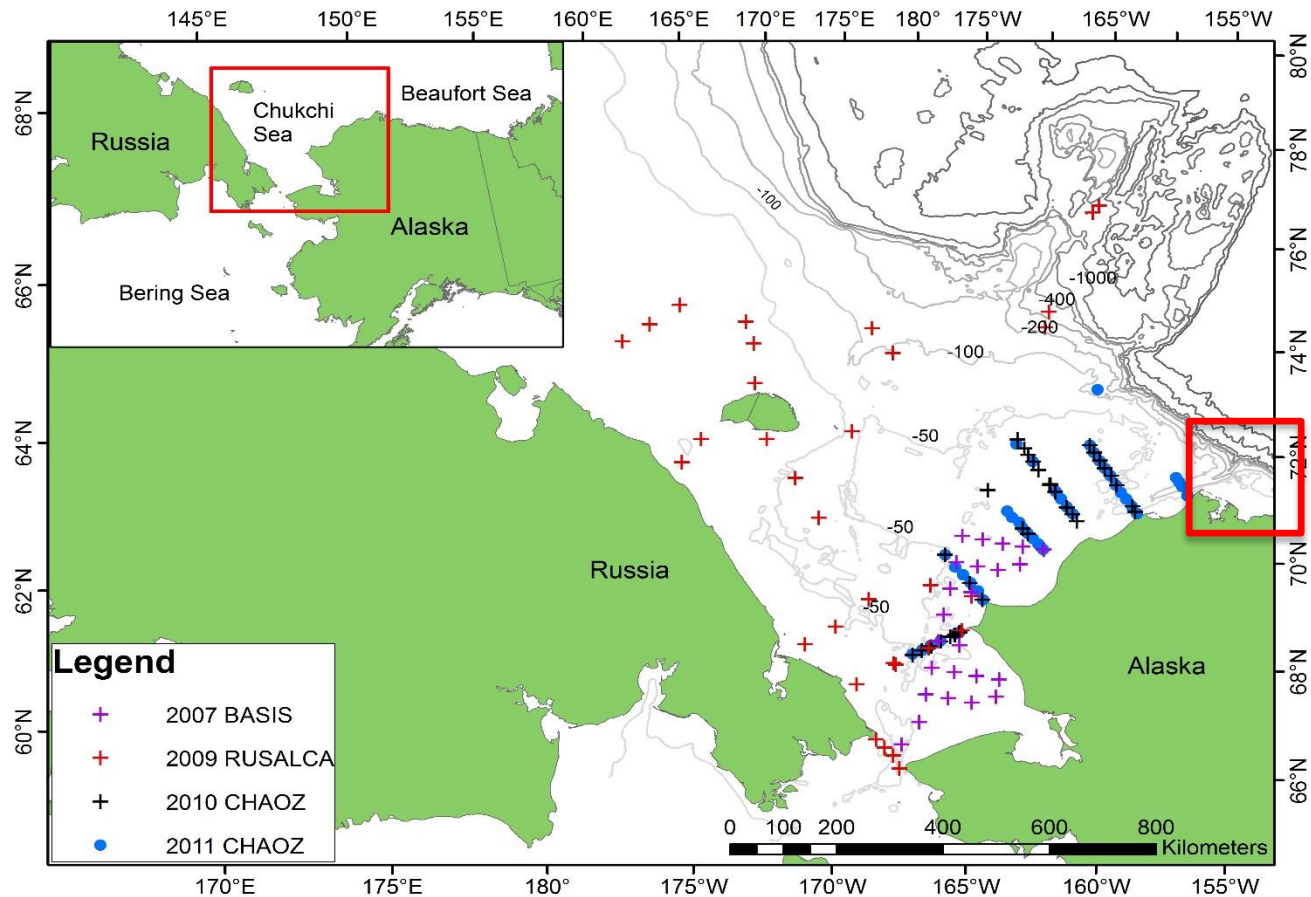 145°E 150°E 155°E 160°E 165°E 170°E 175°E 180° 175°W 165°W 155°W
68°N
66°N
64°N
62°N
60°N
Chukchi
Sea
Beaufort Sea
Russia
Alaska
Bering Sea
80°N
78°N
76°N
74°N
72°N
70°N
68°N
66°N
-100
-1000
-400
-200
-100
-50
-50
-50
Russia
Alaska
Legend
2007 BASIS
2009 RUSALCA
2010 CHAOZ
2011 CHAOZ
0 100 200 400 600 800
Kilometers
170°E 175°E 180° 175°W 170°W 165°W 160°W 155°W